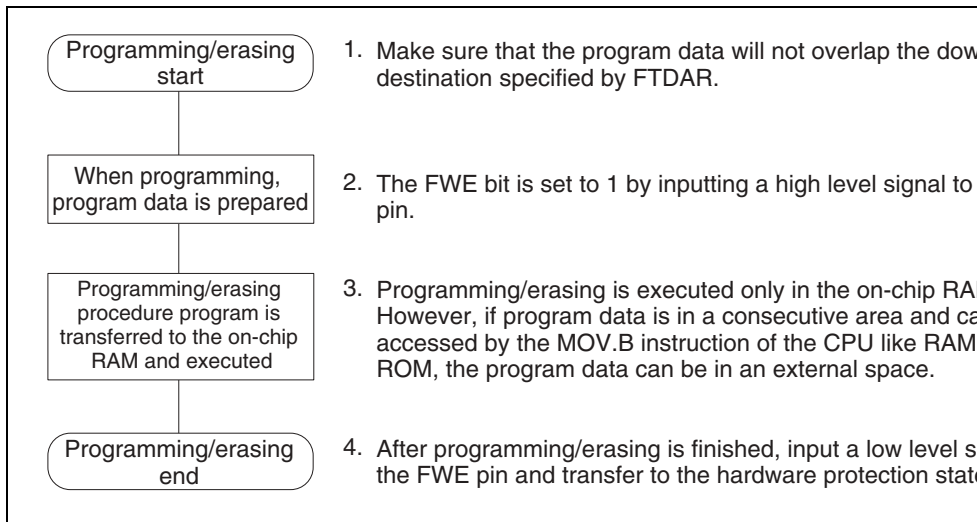 Programming/erasing
start
1. Make sure that the program data will not overlap the
destination specified by FTDAR.
When programming,
program data is prepared
2. The FWE bit is set to 1 by inputting a high level signal to
pin.
Programming/erasing
procedure program is
transferred to the on-chip
RAM and executed
3. Programming/erasing is executed only in the on-chip
However, if program data is in a consecutive area and
accessed by the MOV.B instruction of the CPU like RAM
ROM, the program data can be in an external space.
Programming/erasing
end
4. After programming/erasing is finished, input a low level
the FWE pin and transfer to the hardware protection